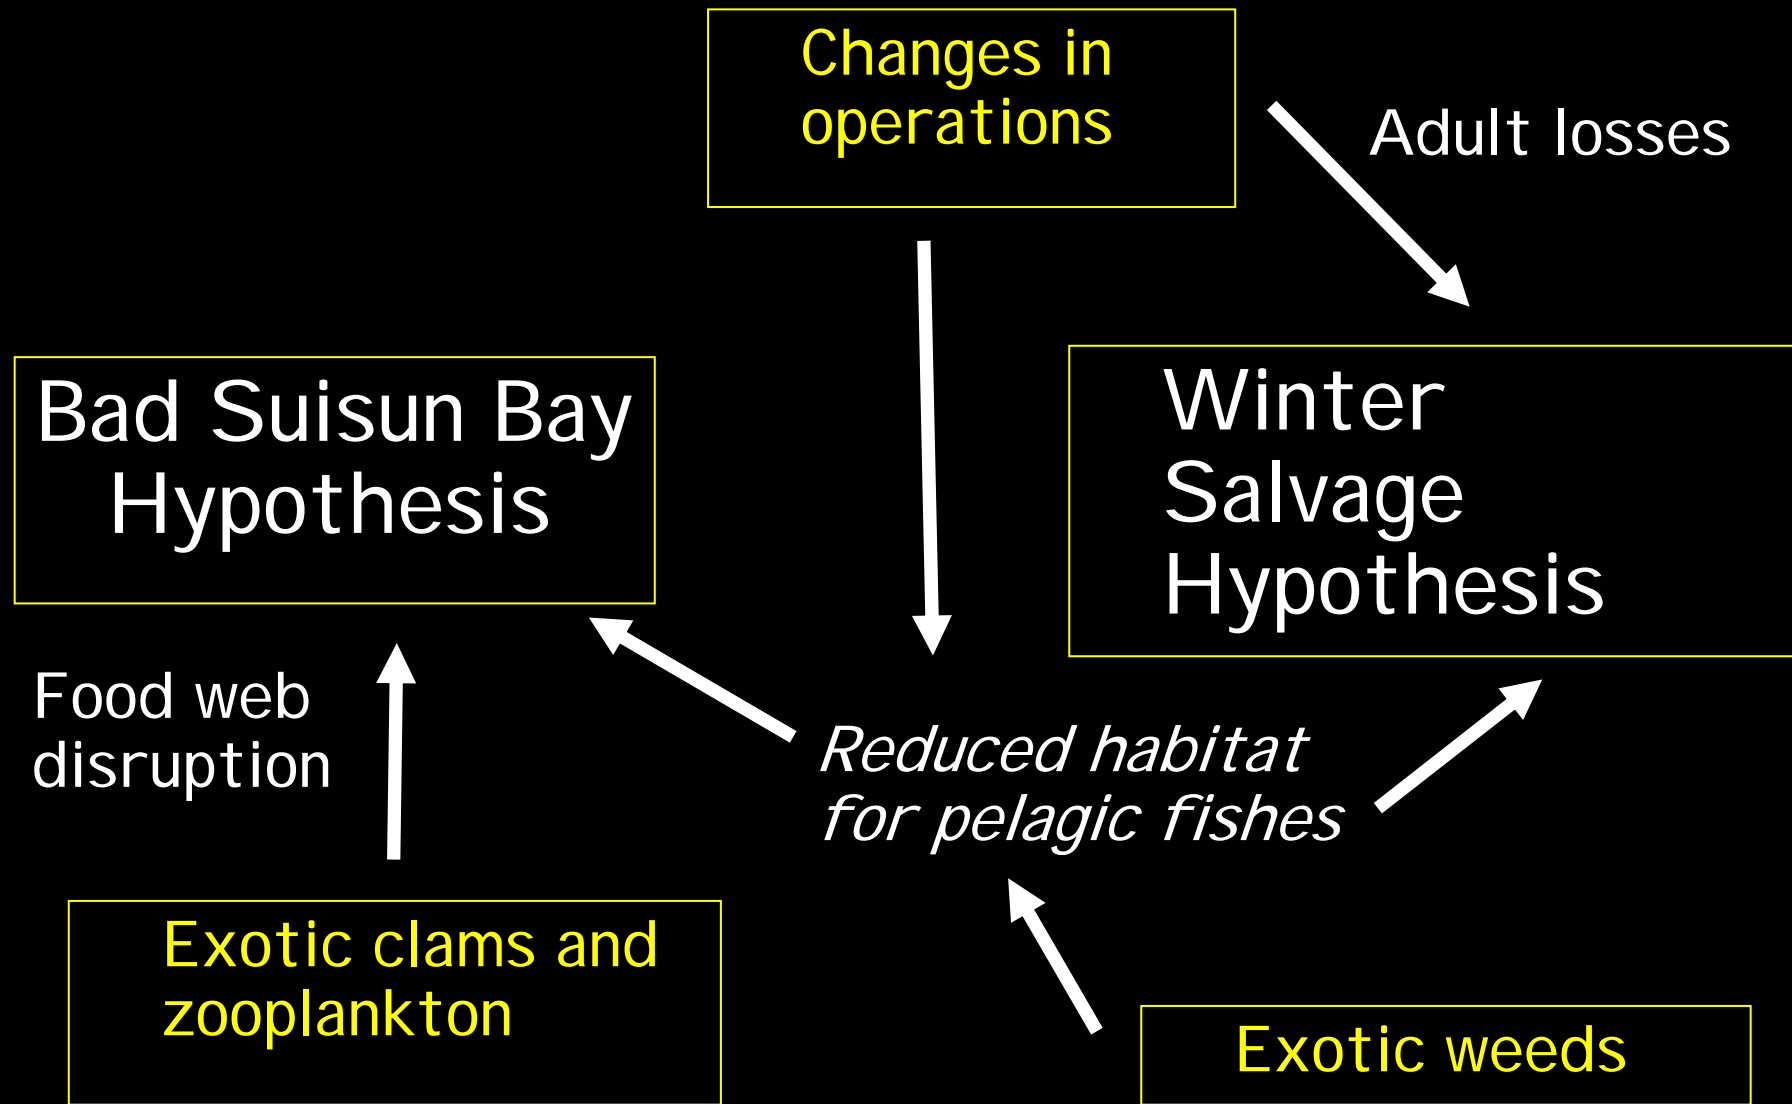 Changes in
operations
Adult losses
Bad Suisun Bay
Hypothesis
Winter
Salvage
Hypothesis
Food web
disruption
Reduced habitat
for pelagic fishes
Exotic clams and
zooplankton
Exotic weeds